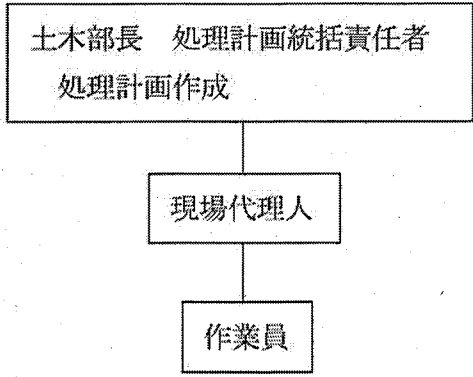 土木部長　処理計画統括責任者
処理計画作成
現場代理人
作業員